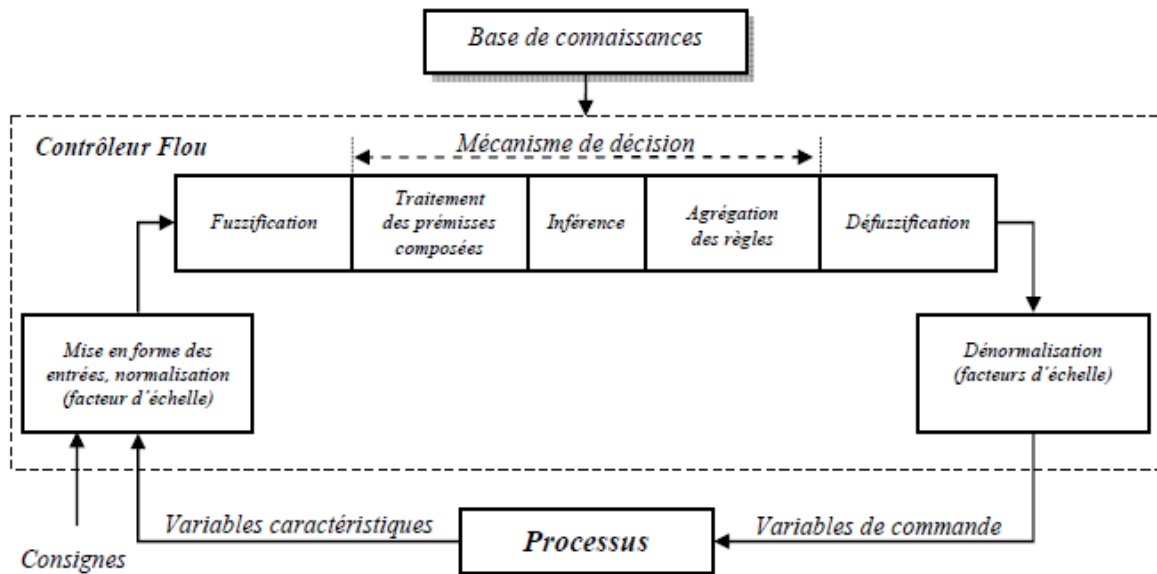 Base de connaissances
Contrôleur Flou
Mécanisme de décision
Fuzzification
Traitement
des prémisses
composées
Inférence
Agrégation
des règles
Défuzzification
Mise en forme des
entrées, normalisation
(facteur d'échelle)
Dénormalisation
(facteurs d'échelle)
Variables caractéristiques
Processus
Variables de commande
Consignes